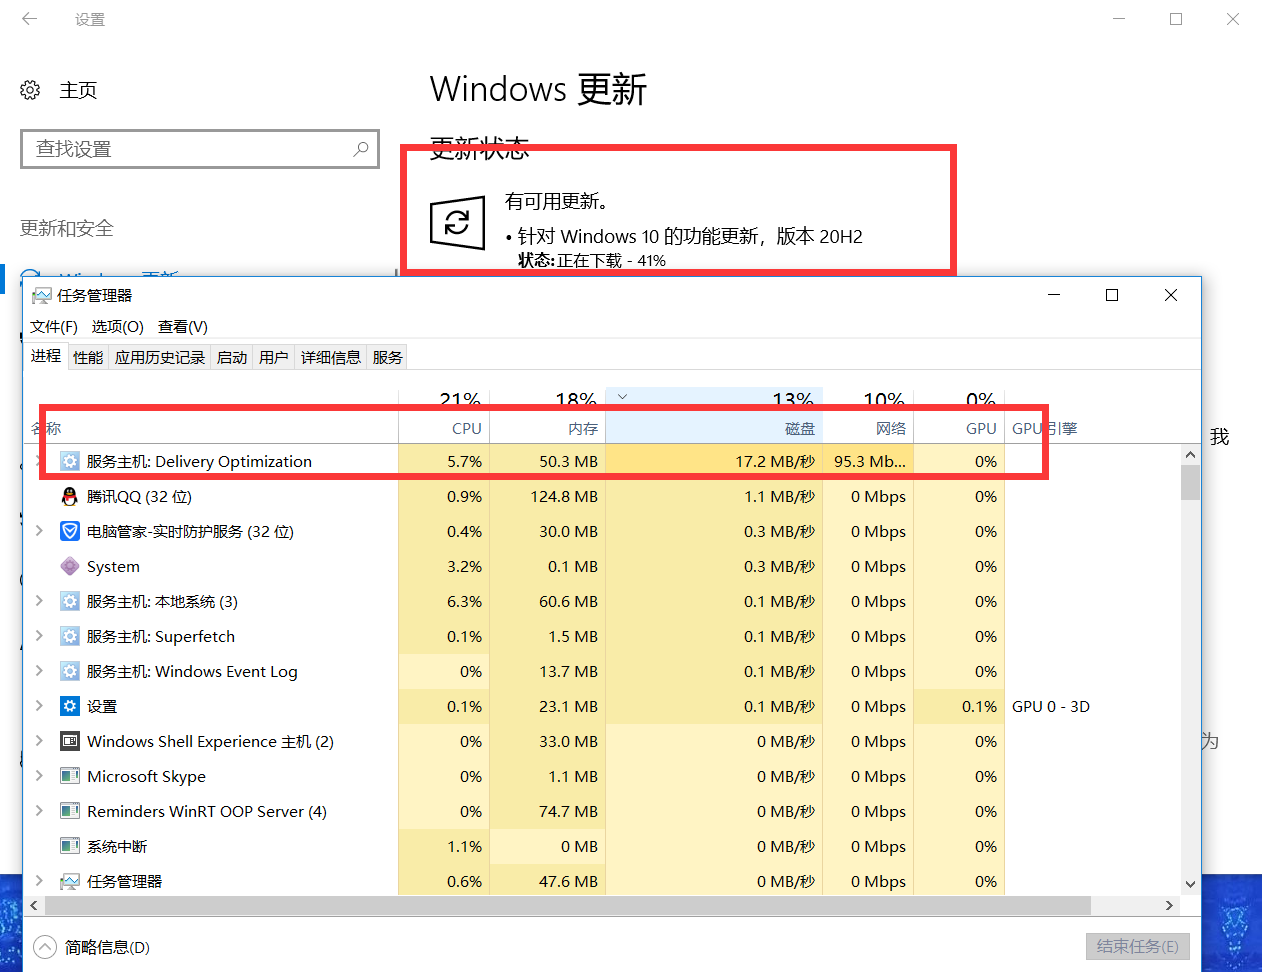 设置
主页
Windows 更新
查找设置
更新状态
更新和安全
有可用更新。
• 针对 Windows 10 的功能更新，版本 20H2
状态:正在下载 - 41%
Windows 更新
任务管理器
文件(F) 选项(O) 查看(V)
进程 性能 应用历史记录 启动 用户 详细信息 服务
21% 18% 13% 10% 0%
名称 CPU 内存 磁盘 网络 GPU GPU 引擎
我
服务主机: Delivery Optimization 5.7% 50.3 MB 17.2 MB/秒 95.3 Mb... 0%
腾讯QQ (32 位) 0.9% 124.8 MB 1.1 MB/秒 0 Mbps 0%
电脑管家-实时防护服务 (32 位) 0.4% 30.0 MB 0.3 MB/秒 0 Mbps 0%
System 3.2% 0.1 MB 0.3 MB/秒 0 Mbps 0%
服务主机: 本地系统 (3) 6.3% 60.6 MB 0.1 MB/秒 0 Mbps 0%
服务主机: Superfetch 0.1% 1.5 MB 0.1 MB/秒 0 Mbps 0%
服务主机: Windows Event Log 0% 13.7 MB 0.1 MB/秒 0 Mbps 0%
设置 0.1% 23.1 MB 0.1 MB/秒 0 Mbps 0.1% GPU 0 - 3D
Windows Shell Experience 主机 (2) 0% 33.0 MB 0 MB/秒 0 Mbps 0%
为
Microsoft Skype 0% 1.1 MB 0 MB/秒 0 Mbps 0%
Reminders WinRT OOP Server (4) 0% 74.7 MB 0 MB/秒 0 Mbps 0%
系统中断 1.1% 0 MB 0 MB/秒 0 Mbps 0%
任务管理器 0.6% 47.6 MB 0 MB/秒 0 Mbps 0%
简略信息(D)
结束任务(E)